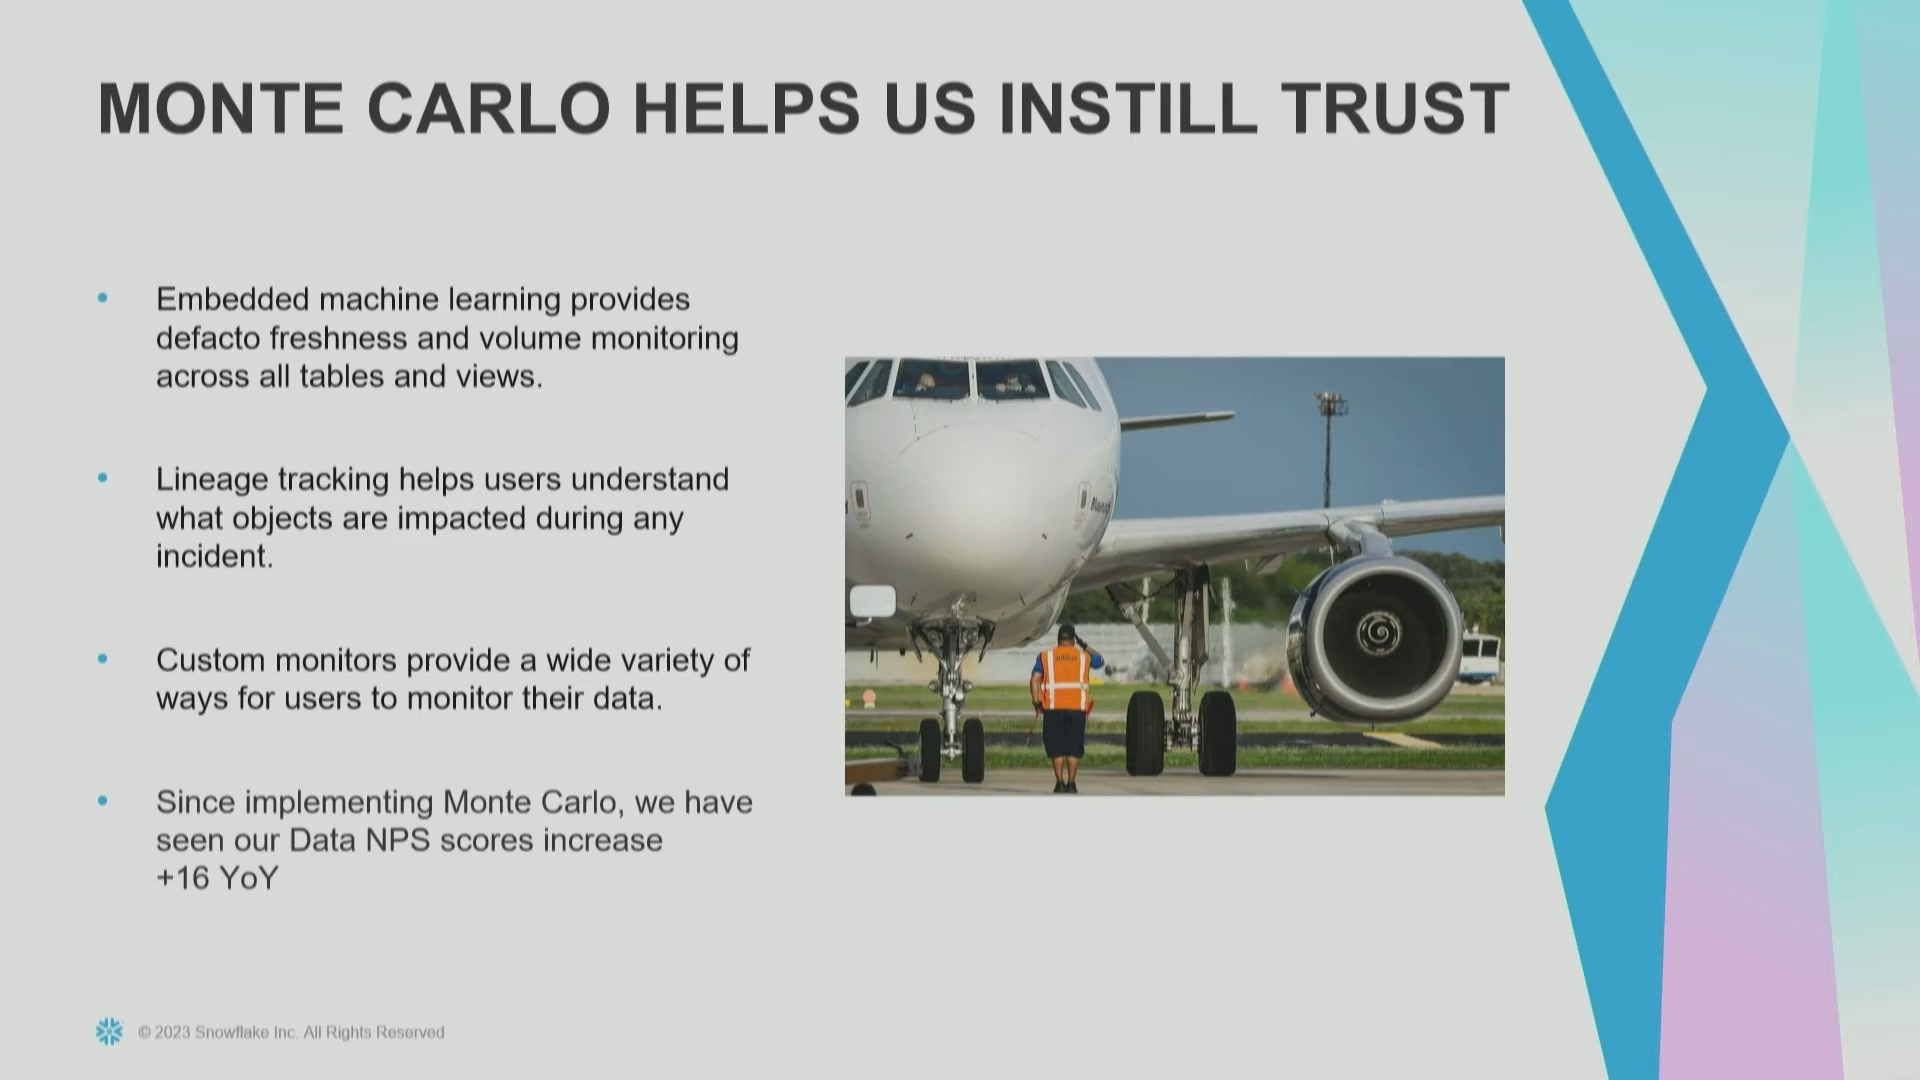 MONTE CARLO HELPS US INSTILL TRUST
• Embedded machine learning provides
defacto freshness and volume monitoring
across all tables and views.
• Lineage tracking helps users understand
what objects are impacted during any
incident.
• Custom monitors provide a wide variety of
ways for users to monitor their data.
• Since implementing Monte Carlo, we have
seen our Data NPS scores increase
+16 YoY
jetBlue
© 2023 Snowflake Inc. All Rights Reserved